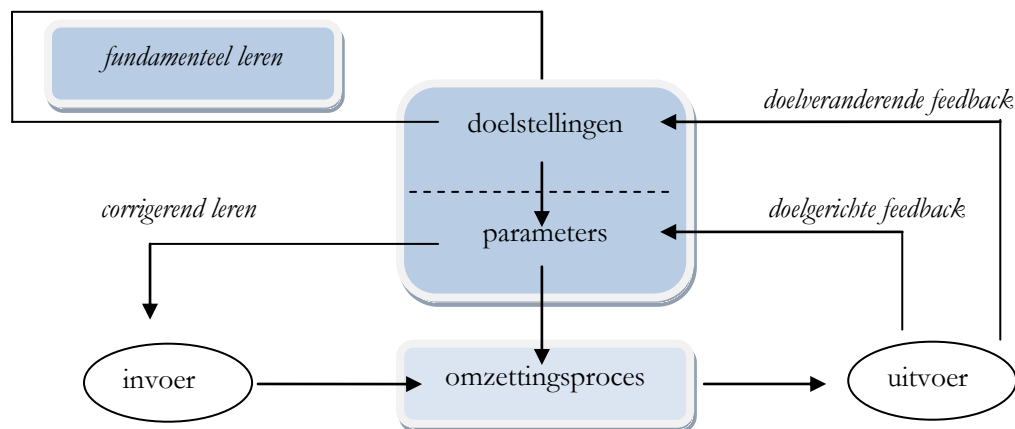 fundamenteel leren
doelveranderende feedback
doelstellingen
corrigerend leren
doelgerichte feedback
parameters
invoer
omzettingsproces
uitvoer